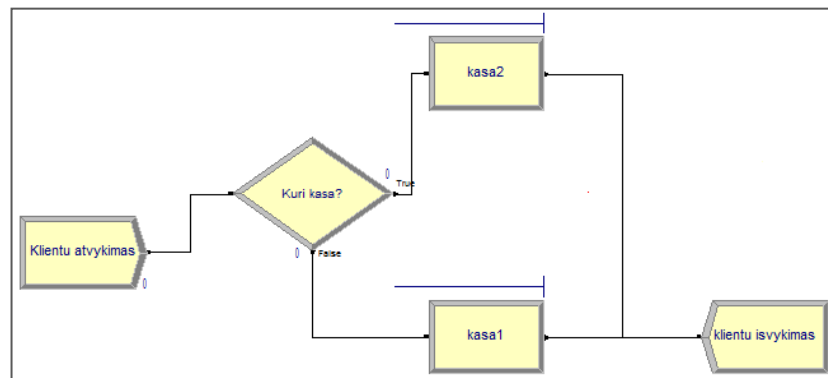 kasa2
0
True
Kuri kasa?
Klientu atvykimas
0
0
False
kasa1
klientu isvykimas